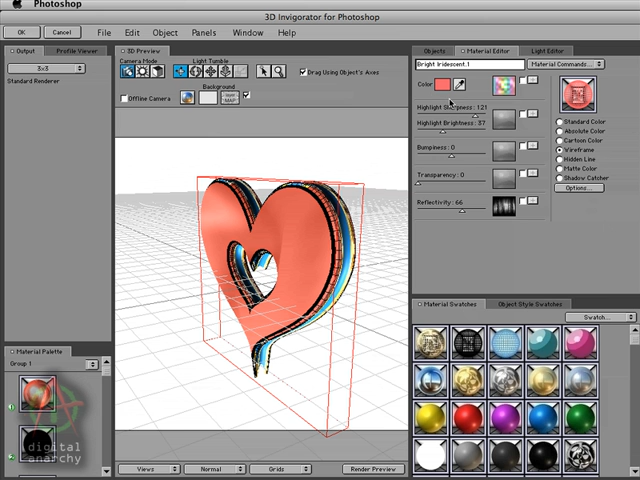 Photoshop
3D Invigorator for Photoshop
OK
Cancel
File
Edit
Object
Panels
Window
Help
Output
Profile Viewer
3x3
Standard Renderer
3D Preview
Camera Mode
Light Tumble
Drag Using Object's Axes
Offline Camera
Background
MAP
Objects
Material Editor
Light Editor
Bright Iridescent.1
Material Commands...
Color
Highlight Sharpness: 121
Highlight Brightness: 37
Bumpiness: 0
Transparency: 0
Reflectivity: 66
Standard Color
Absolute Color
Cartoon Color
Wireframe
Hidden Line
Matte Color
Shadow Catcher
Options...
Material Swatches
Object Style Swatches
Swatch...
Material Palette
Group 1
digital
anarchy
Views
Normal
Grids
Render Preview